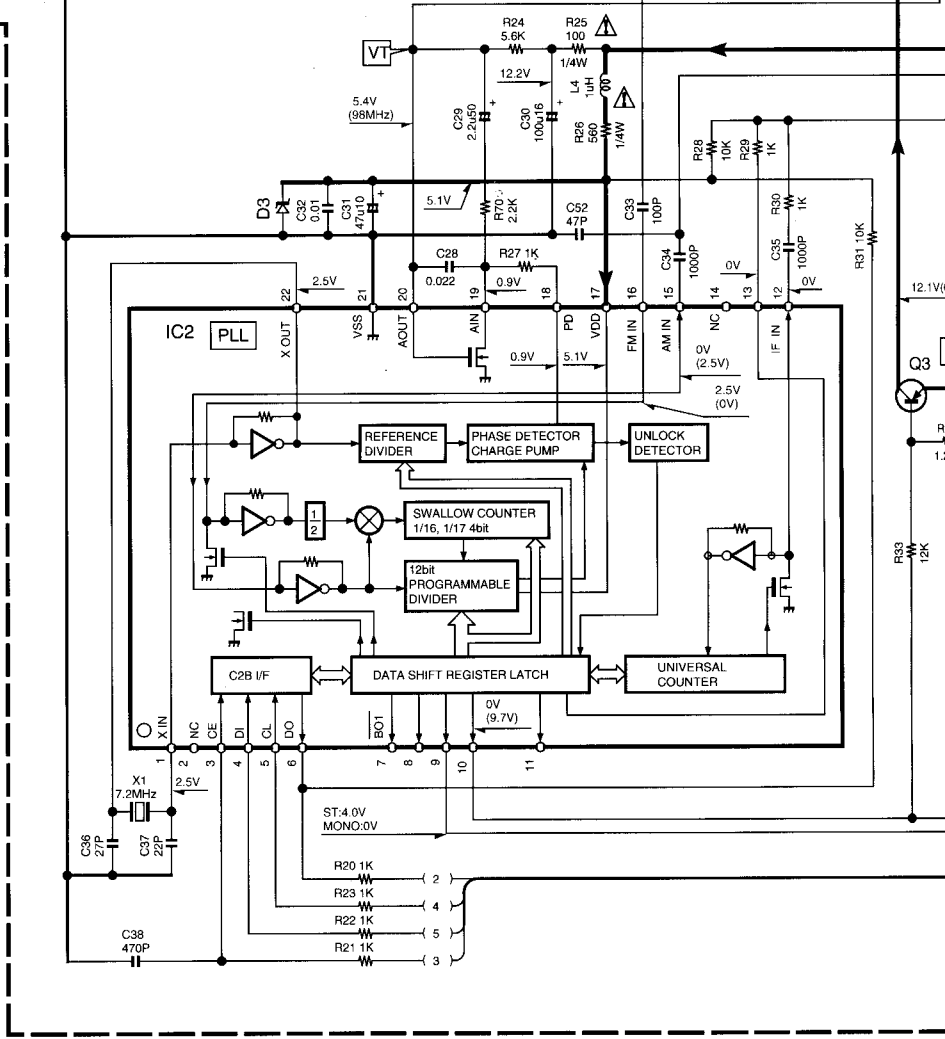 R24
5.6K
R25
100
1/4W
VT
12.2V
L4
1uH
5.4V
(98MHz)
C29
2.2u50
+
C30
100u16
+
R26
560
1/4W
R28
10K
R29
1K
D3
C32
0.01
C31
47u10
+
5.1V
R70
2.2K
C52
47P
C33
100P
R30
1K
C34
1000P
C35
1000P
R31 10K
C28
0.022
R27 1K
2.5V
0.9V
0V
0V
12.1V(
22
21
20
19
18
17
16
15
14
13
12
IC2
PLL
X OUT
VSS
AOUT
AIN
PD
VDD
FM IN
AM IN
NC
IF IN
0.9V
5.1V
0V
(2.5V)
2.5V
(0V)
Q3
REFERENCE
DIVIDER
PHASE DETECTOR
CHARGE PUMP
UNLOCK
DETECTOR
R
1.2
1
2
SWALLOW COUNTER
1/16, 1/17 4bit
12bit
PROGRAMMABLE
DIVIDER
R33
12K
C2B I/F
DATA SHIFT REGISTER LATCH
UNIVERSAL
COUNTER
0V
(9.7V)
X IN
NC
CE
DI
CL
DO
BO1
1
2
3
4
5
6
7
8
9
10
11
X1
7.2MHz
2.5V
ST:4.0V
MONO:0V
C36
27P
C37
22P
R20 1K
2
R23 1K
4
R22 1K
5
R21 1K
3
C38
470P